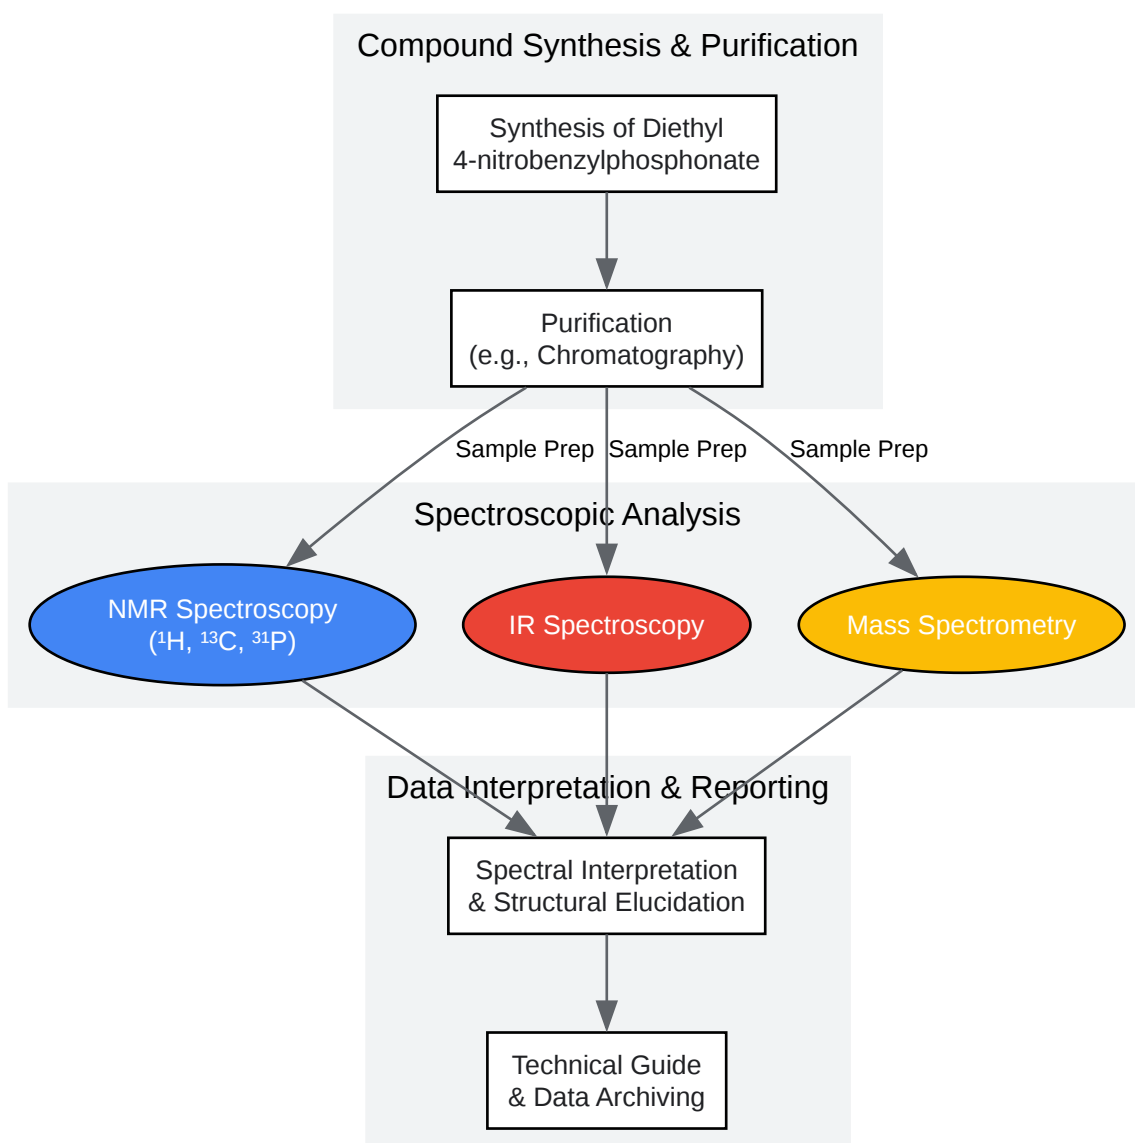 Compound Synthesis & Purification
Synthesis of Diethyl
4-nitrobenzylphosphonate
Purification
(e.g., Chromatography)
Sample Prep
Sample Prep
Sample Prep
Spectroscopic Analysis
NMR Spectroscopy
(¹H, ¹³C, ³¹P)
IR Spectroscopy
Mass Spectrometry
Data Interpretation & Reporting
Spectral Interpretation
& Structural Elucidation
Technical Guide
& Data Archiving